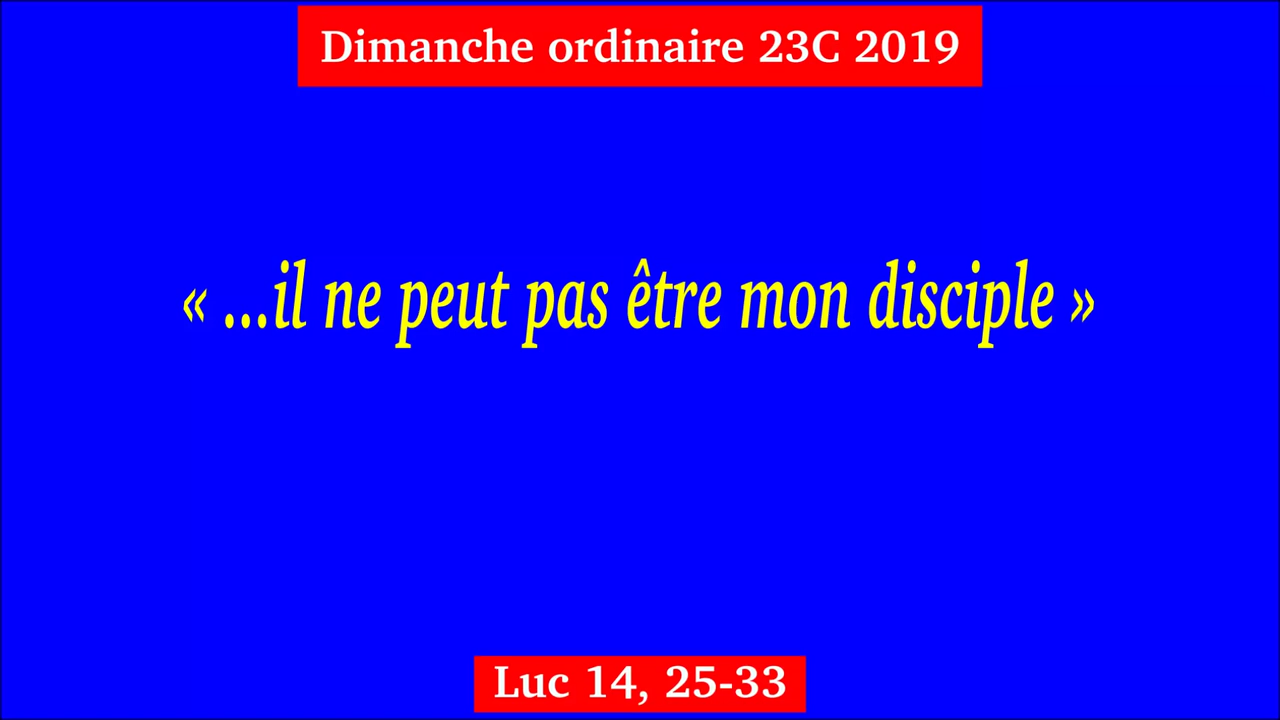 Dimanche ordinaire 23C 2019
« ...il ne peut pas être mon disciple »
Luc 14, 25-33